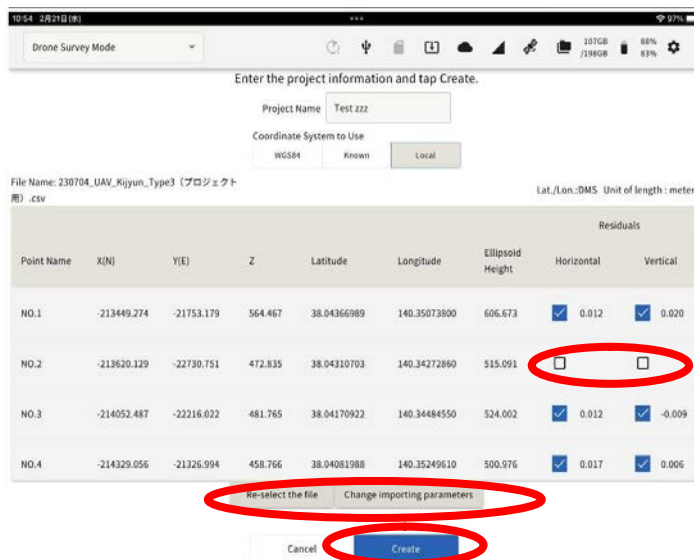 10:54 2月21日(水) 97%
Drone Survey Mode 107GB /198GB 88% 83%
Enter the project information and tap Create.
Project Name Test zzz
Coordinate System to Use
WGS84 Known Local
File Name: 230704_UAV_Kijyun_Type3 (プロジェクト
用) .csv
Lat./Lon.:DMS Unit of length : meter
Residuals
Point Name X(N) Y(E) Z Latitude Longitude Ellipsoid Height Horizontal Vertical
NO.1 -213449.274 -21753.179 564.467 38.04366989 140.35073800 606.673 0.012 0.020
NO.2 -213620.129 -22730.751 472.835 38.04310703 140.34272860 515.091
NO.3 -214052.487 -22216.022 481.765 38.04170922 140.34484550 524.002 0.012 -0.009
NO.4 -214329.056 -21326.994 458.766 38.04081988 140.35249610 500.976 0.017 0.006
Re-select the file Change importing parameters
Cancel Create